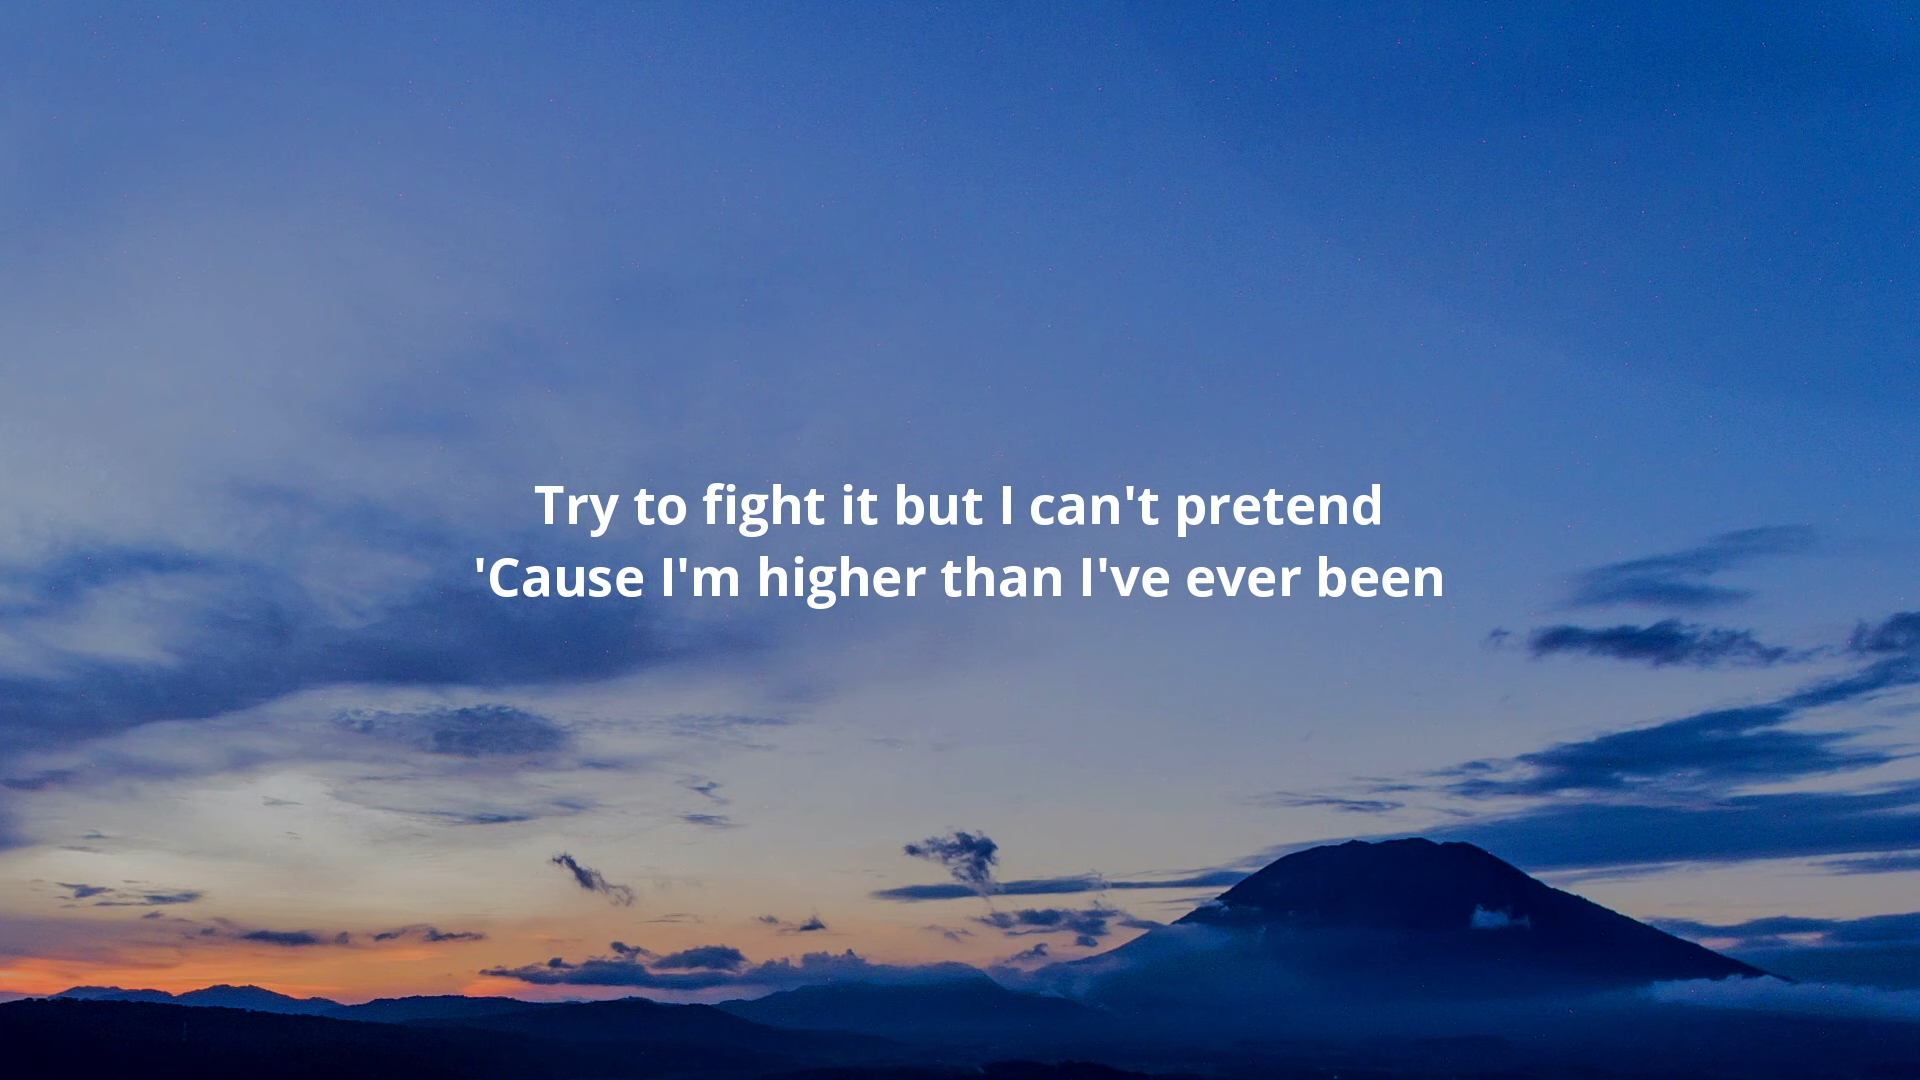 Try to fight it but I can't pretend
'Cause I'm higher than I've ever been